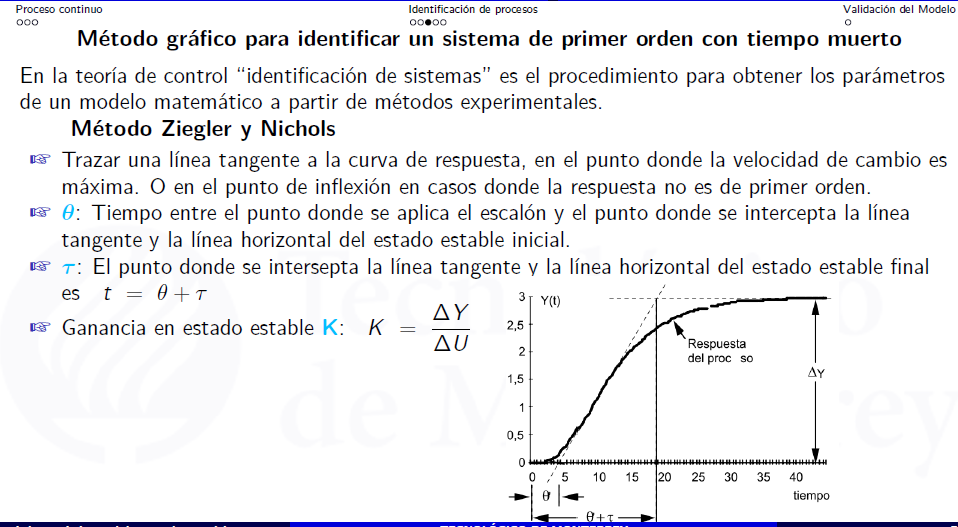 Proceso continuo
Identificación de procesos
Validación del Modelo
Método gráfico para identificar un sistema de primer orden con tiempo muerto
En la teoría de control “identificación de sistemas” es el procedimiento para obtener los parámetros
de un modelo matemático a partir de métodos experimentales.
Método Ziegler y Nichols
Trazar una línea tangente a la curva de respuesta, en el punto donde la velocidad de cambio es
máxima. O en el punto de inflexión en casos donde la respuesta no es de primer orden.
θ: Tiempo entre el punto donde se aplica el escalón y el punto donde se intercepta la línea
tangente y la línea horizontal del estado estable inicial.
τ: El punto donde se intersepta la línea tangente y la línea horizontal del estado estable final
es t = θ + τ
Ganancia en estado estable K: K = ΔY / ΔU
Y(t)
3
2,5
2
1,5
1
0,5
0
Respuesta
del proc so
ΔY
0 5 10 15 20 25 30 35 40
tiempo
θ
θ+τ
de M rey